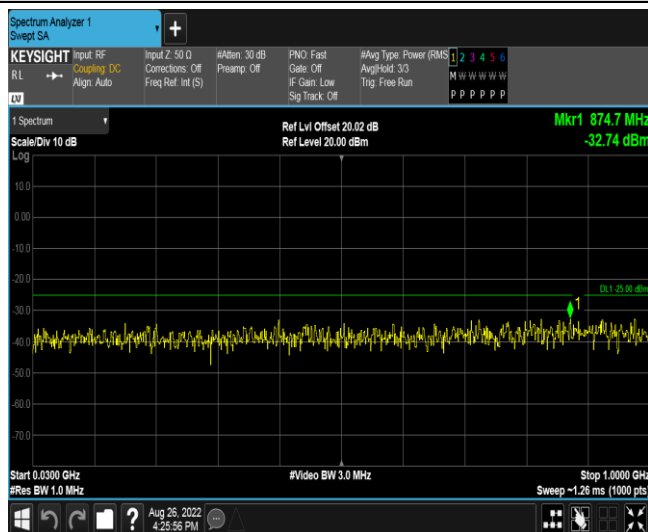 Spectrum Analyzer 1
Swept SA
+
KEYSIGHT
RL
Input: RF
Coupling: DC
Align: Auto
Input Z: 50 Ω
Corrections: Off
Freq Ref: Int (S)
#Atten: 30 dB
Preamp: Off
PNO: Fast
Gate: Off
IF Gain: Low
Sig Track: Off
#Avg Type: Power (RMS
Avg|Hold: 3/3
Trig: Free Run
1 2 3 4 5 6
M W W W W W
P P P P P P
1 Spectrum
Scale/Div 10 dB
Log
Ref Lvl Offset 20.02 dB
Ref Level 20.00 dBm
Mkr1 874.7 MHz
-32.74 dBm
10.0
0.00
-10.0
-20.0
DL1 -25.00 dBm
-30.0
1
-40.0
-50.0
-60.0
-70.0
Start 0.0300 GHz
#Res BW 1.0 MHz
#Video BW 3.0 MHz
Stop 1.0000 GHz
Sweep ~1.26 ms (1000 pts)
?
Aug 26, 2022
4:25:56 PM